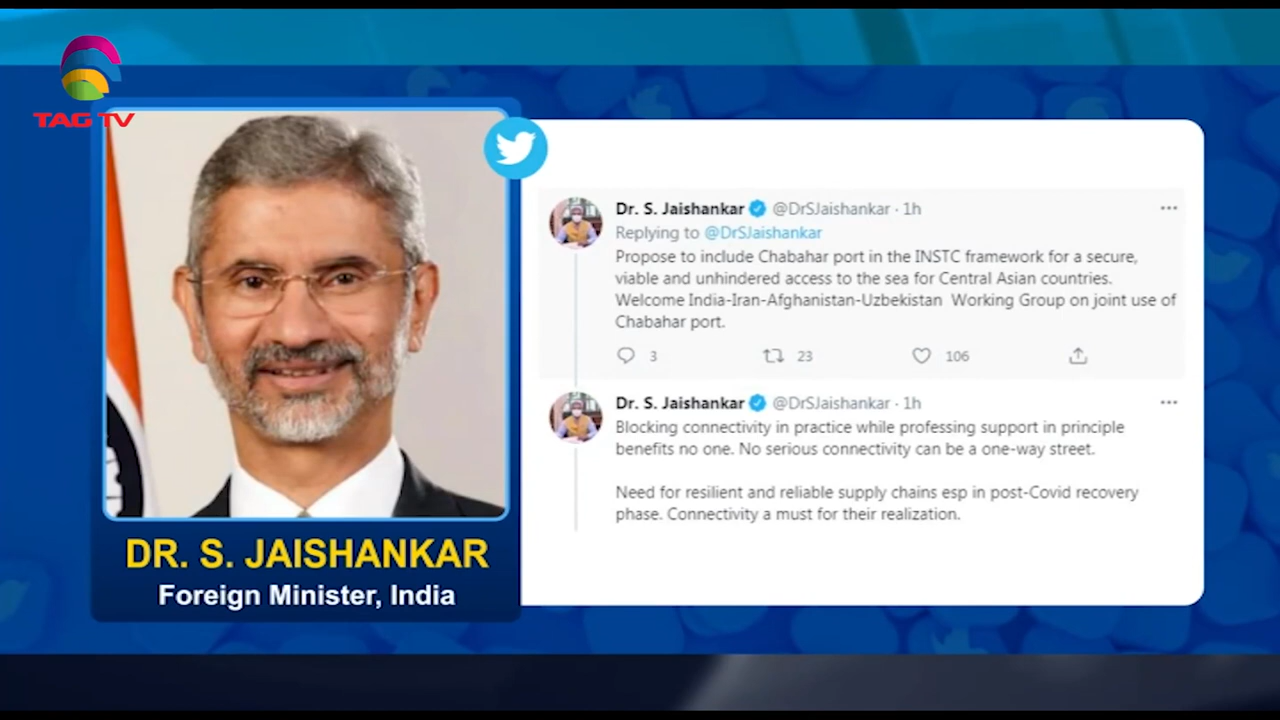 TAG TV
Dr. S. Jaishankar @DrSJaishankar · 1h
Replying to @DrSJaishankar
Propose to include Chabahar port in the INSTC framework for a secure,
viable and unhindered access to the sea for Central Asian countries.
Welcome India-Iran-Afghanistan-Uzbekistan Working Group on joint use of
Chabahar port.
3 23 106
Dr. S. Jaishankar @DrSJaishankar · 1h
Blocking connectivity in practice while professing support in principle
benefits no one. No serious connectivity can be a one-way street.
Need for resilient and reliable supply chains esp in post-Covid recovery
phase. Connectivity a must for their realization.
DR. S. JAISHANKAR
Foreign Minister, India